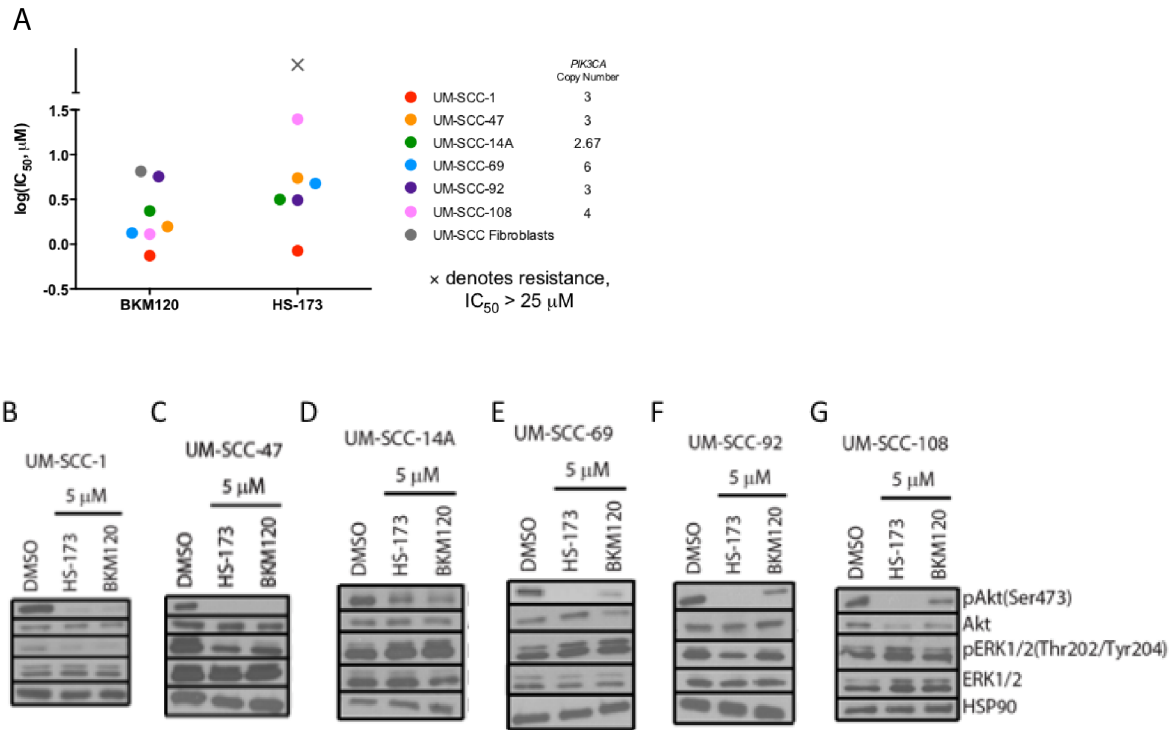 A
PIK3CA
Copy Number
UM-SCC-1 3
UM-SCC-47 3
UM-SCC-14A 2.67
UM-SCC-69 6
UM-SCC-92 3
UM-SCC-108 4
UM-SCC Fibroblasts
× denotes resistance,
IC50 > 25 µM
log(IC50, µM)
1.5
1.0
0.5
0.0
-0.5
BKM120 HS-173
B
UM-SCC-1
5 µM
DMSO HS-173 BKM120
C
UM-SCC-47
5 µM
DMSO HS-173 BKM120
D
UM-SCC-14A
5 µM
DMSO HS-173 BKM120
E
UM-SCC-69
5 µM
DMSO HS-173 BKM120
F
UM-SCC-92
5 µM
DMSO HS-173 BKM120
G
UM-SCC-108
5 µM
DMSO HS-173 BKM120
pAkt(Ser473)
Akt
pERK1/2(Thr202/Tyr204)
ERK1/2
HSP90